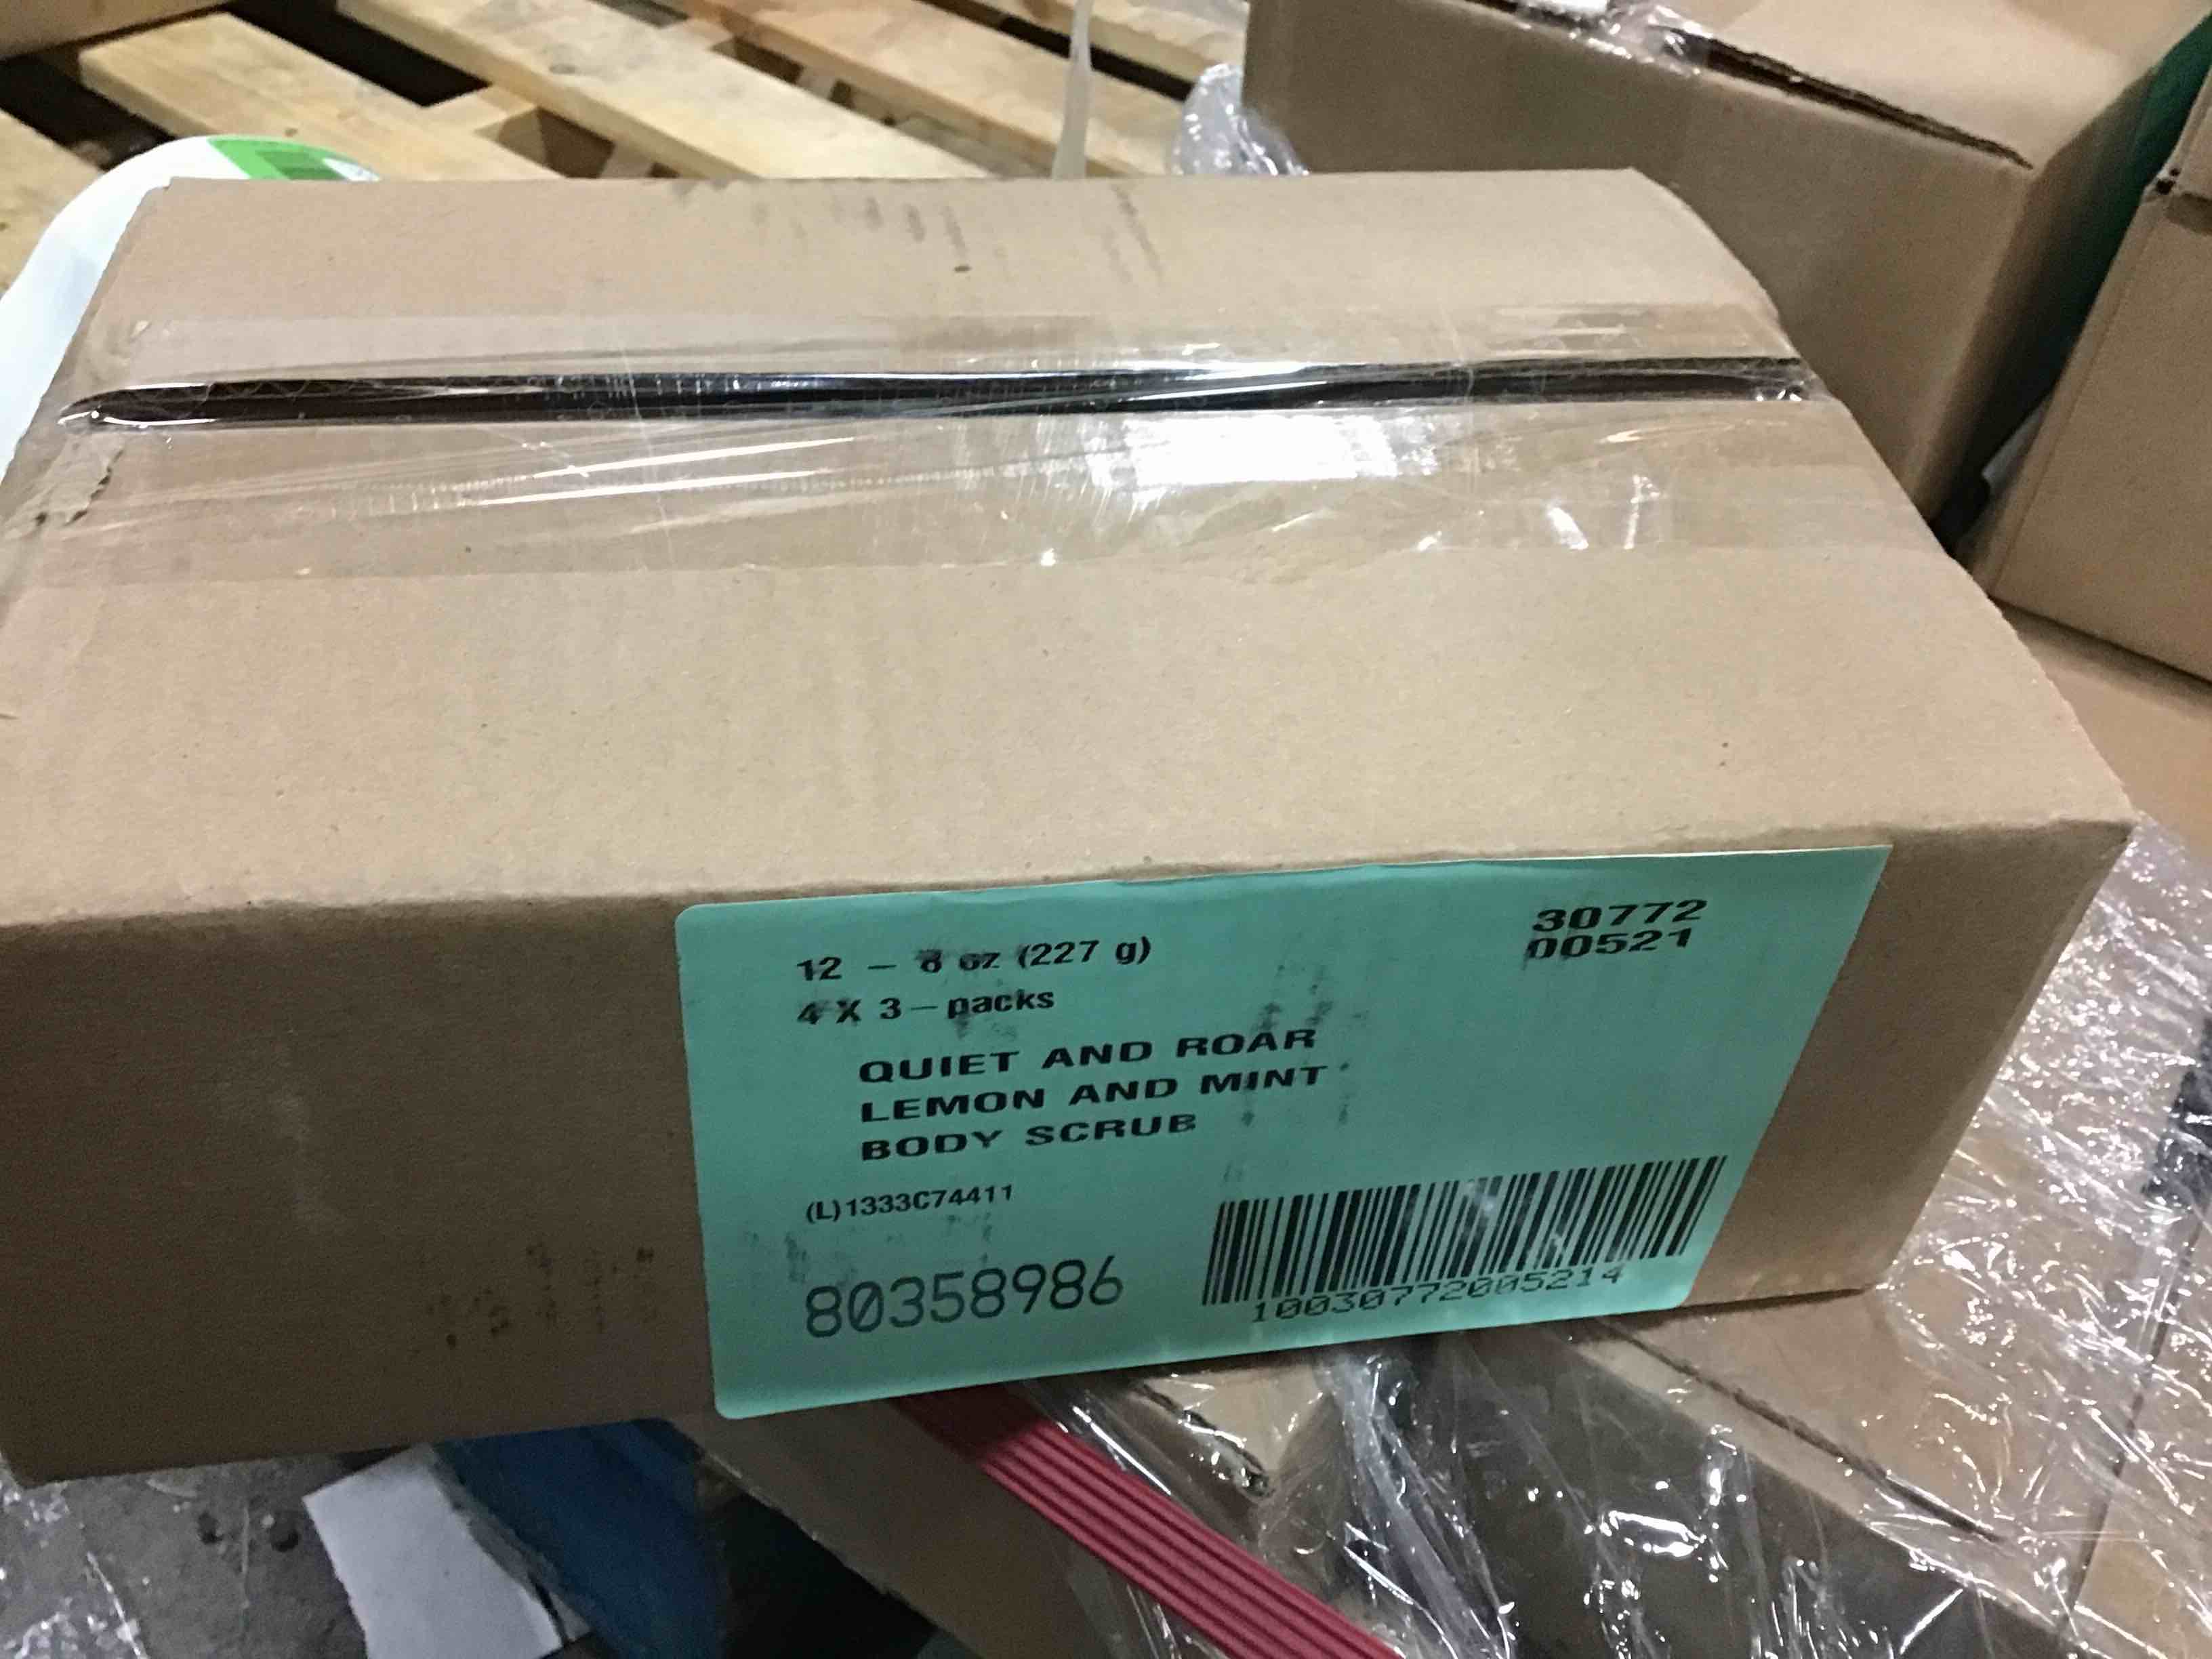 12 - 8 oz (227 g)
4 X 3-packs
30772
00521
QUIET AND ROAR
LEMON AND MINT
BODY SCRUB
(L)1333C74411
80358986
10030772005214